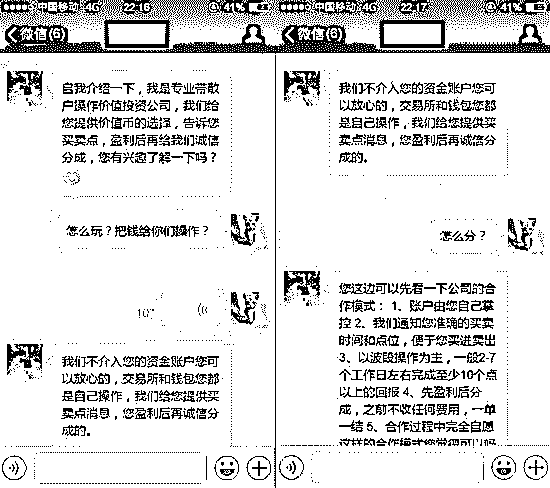 中国移动 4G 22:16 41%
微信(6)
自我介绍一下，我是专业带散
户操作价值投资公司，我们给
您提供价值币的选择，告诉您
买卖点，盈利后再给我们诚信
分成，您有兴趣了解一下吗？
怎么玩？把钱给你们操作？
10"
我们不介入您的资金账户您可
以放心的，交易所和钱包您都
是自己操作，我们给您提供买
卖点消息，您盈利后再诚信分
成的。
中国移动 4G 22:17 41%
微信(6)
我们不介入您的资金账户您可
以放心的，交易所和钱包您都
是自己操作，我们给您提供买
卖点消息，您盈利后再诚信分
成的。
怎么分？
您这边可以先看一下公司的合
作模式： 1、账户由您自己掌
控 2、我们通知您准确的买卖
时间和点位，便于您买进卖出
3、以波段操作为主，一般2-7
个工作日左右完成至少10个点
以上的回报 4、先盈利后分
成，之前不收任何费用，一单
一结 5、合作过程中完全自愿
这样的合作模式您觉得可以吗